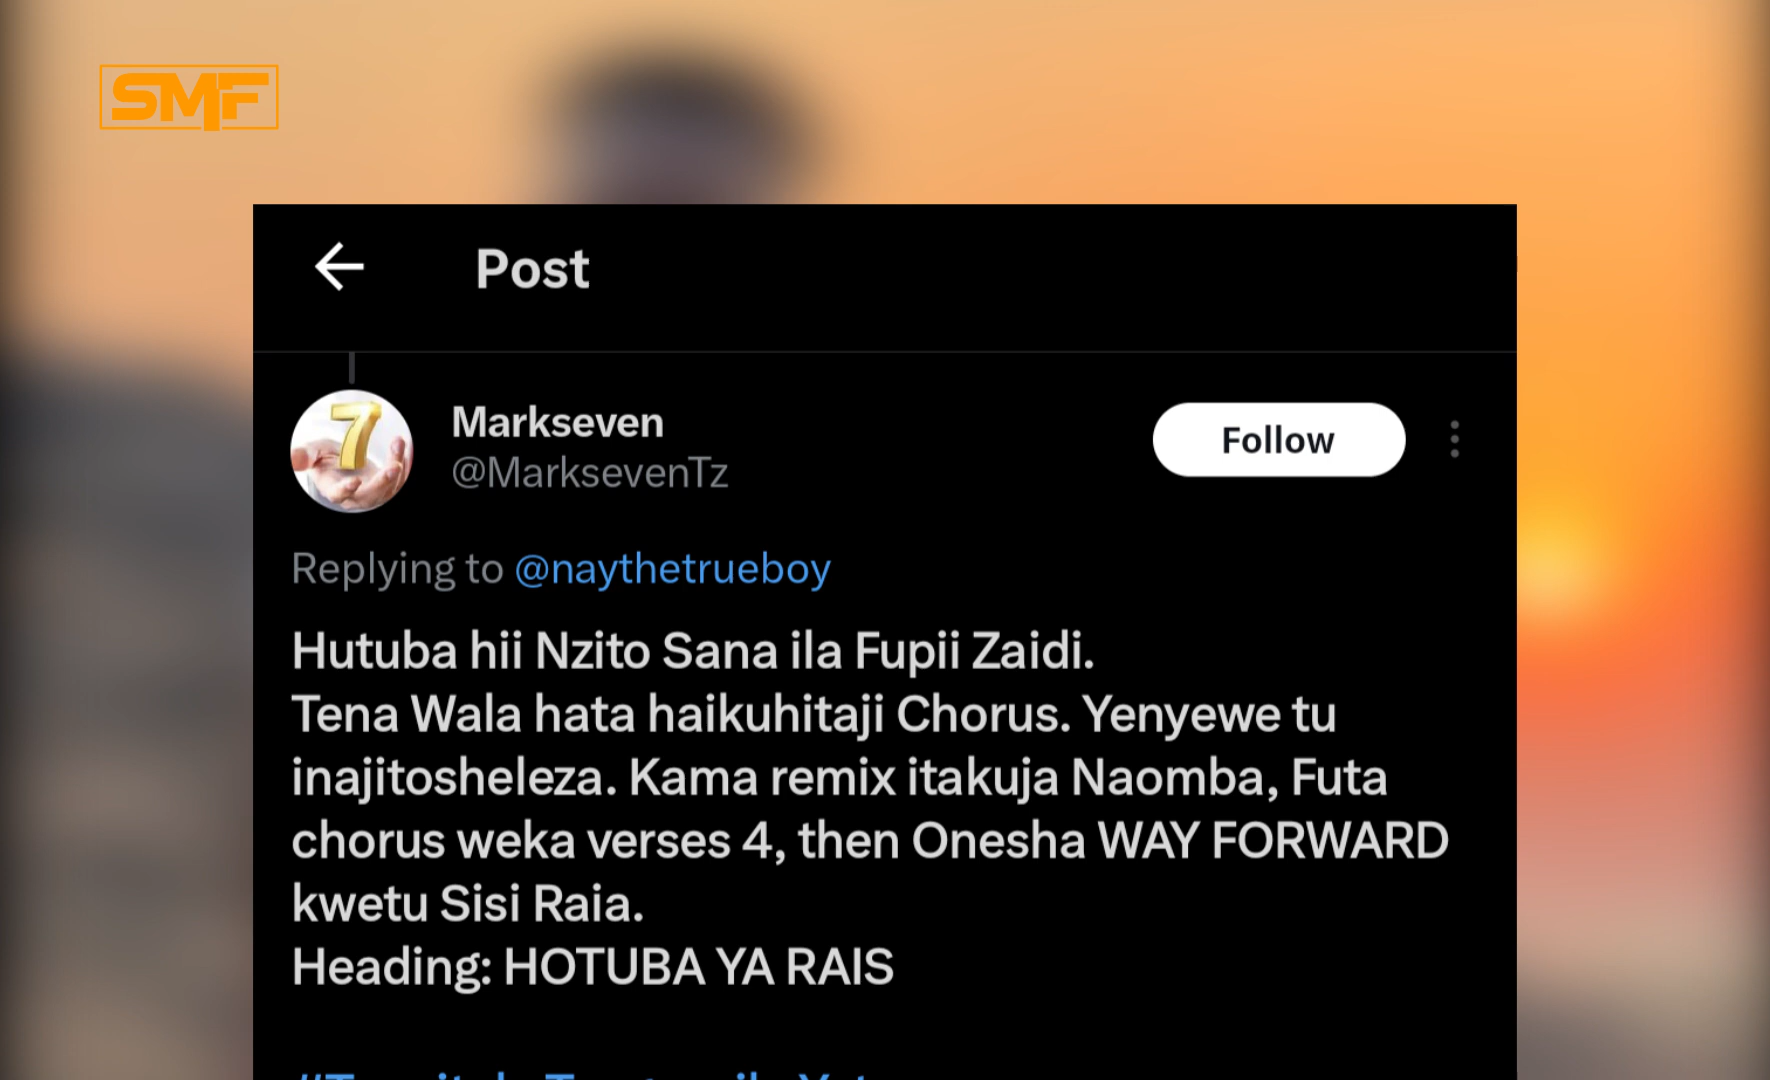 SMF
Post
7
Markseven
@MarksevenTz
Follow
Replying to @naythetrueboy
Hutuba hii Nzito Sana ila Fupii Zaidi.
Tena Wala hata haikuhitaji Chorus. Yenyewe tu
inajitosheleza. Kama remix itakuja Naomba, Futa
chorus weka verses 4, then Onesha WAY FORWARD
kwetu Sisi Raia.
Heading: HOTUBA YA RAIS